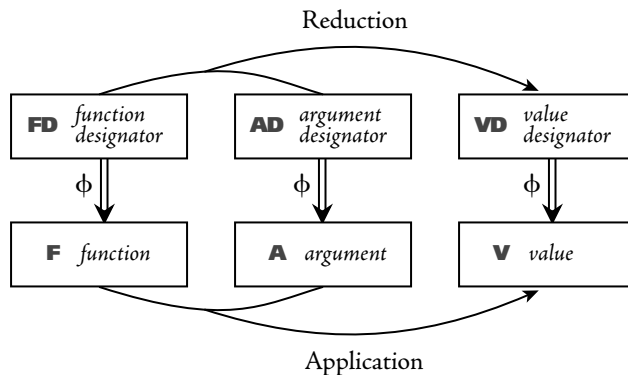 Reduction
FD function designator
AD argument designator
VD value designator
ϕ ϕ ϕ
F function
A argument
V value
Application